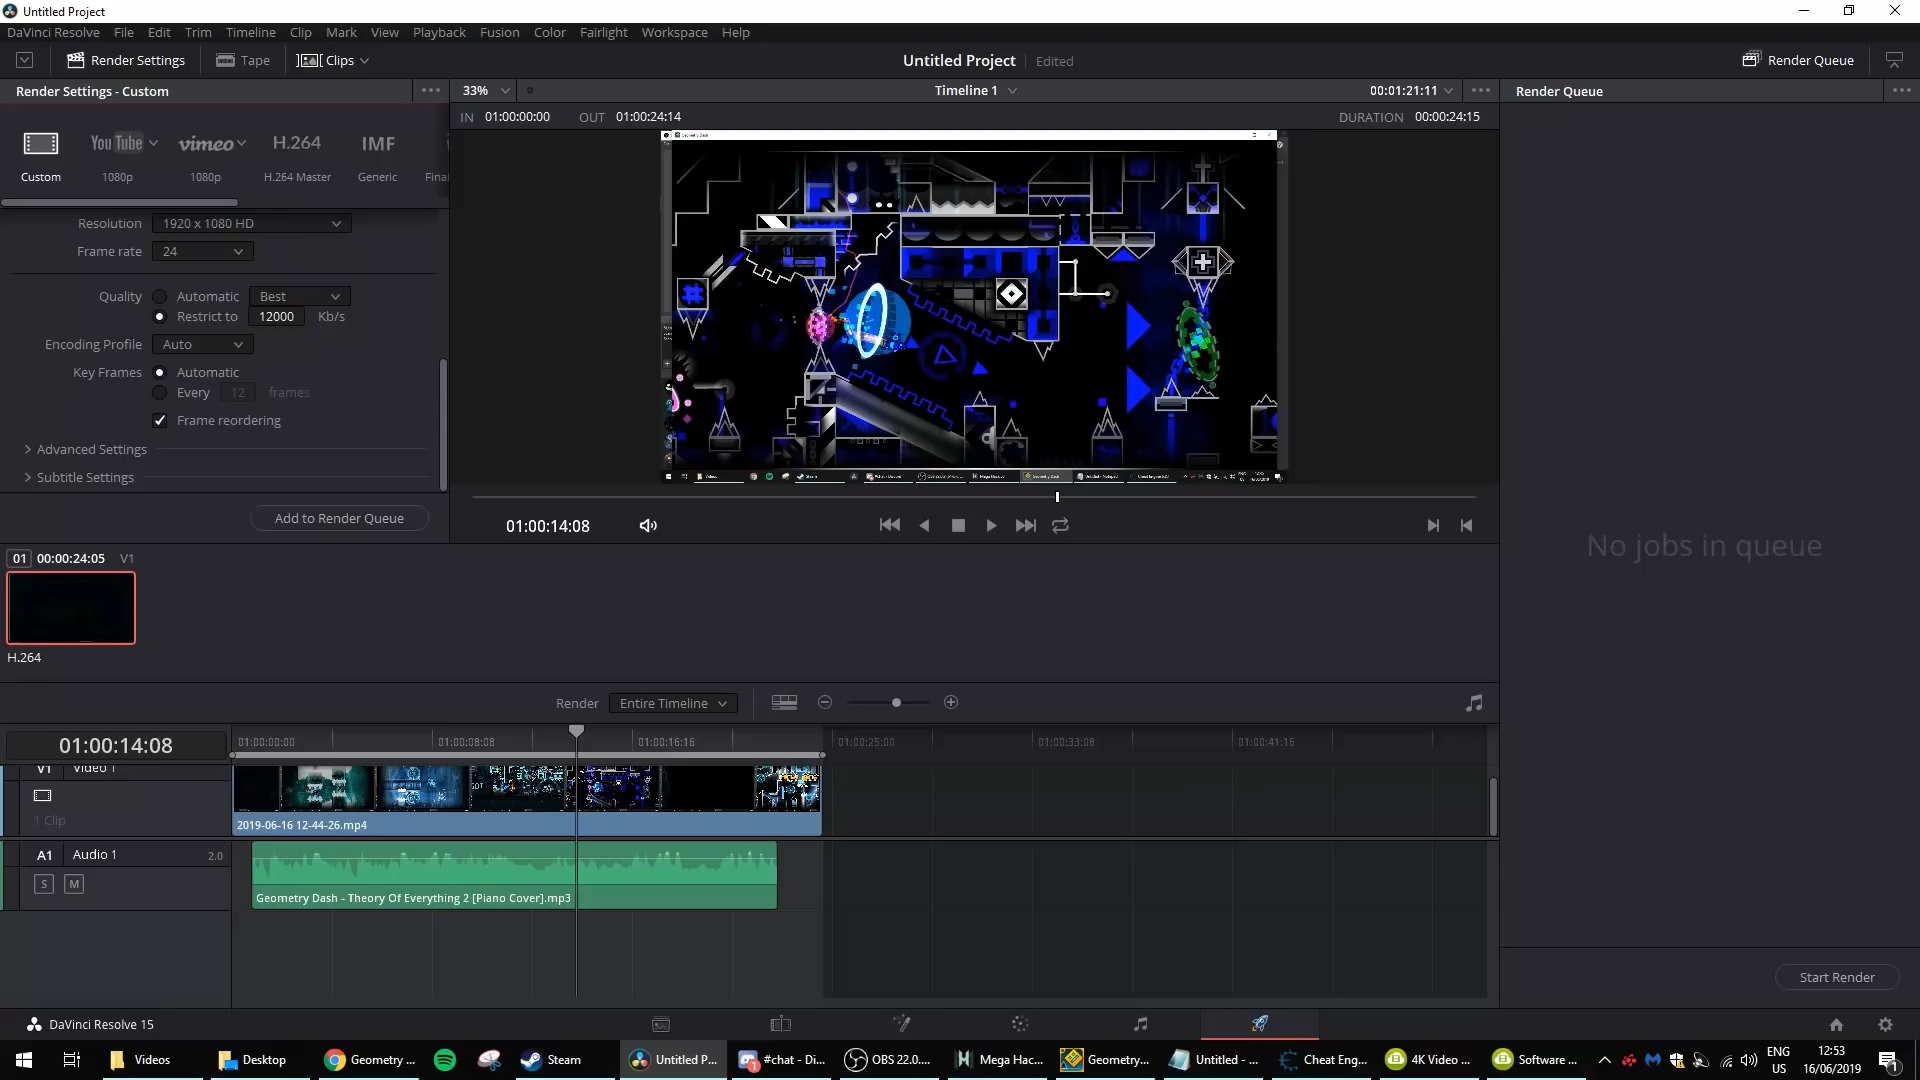 Untitled Project
DaVinci Resolve File Edit Trim Timeline Clip Mark View Playback Fusion Color Fairlight Workspace Help
Render Settings Tape Clips Untitled Project Edited Render Queue
Render Settings - Custom 33% Timeline 1 00:01:21:11 Render Queue
IN 01:00:00:00 OUT 01:00:24:14 DURATION 00:00:24:15
YouTube vimeo H.264 IMF
Custom 1080p 1080p H.264 Master Generic Final
Resolution 1920 x 1080 HD
Frame rate 24
Quality Automatic Best
Restrict to 12000 Kb/s
Encoding Profile Auto
Key Frames Automatic
Every 12 frames
Frame reordering
Advanced Settings
Subtitle Settings
Add to Render Queue
01:00:14:08
No jobs in queue
01 00:00:24:05 V1
H.264
Render Entire Timeline
01:00:14:08 01:00:00:00 01:00:08:08 01:00:16:16 01:00:25:00 01:00:33:08 01:00:41:16
V1 Video 1
1 Clip
2019-06-16 12-44-26.mp4
A1 Audio 1 2.0
S M
Geometry Dash - Theory Of Everything 2 [Piano Cover].mp3
Start Render
DaVinci Resolve 15
Videos Desktop Geometry ... Steam Untitled P... #chat - Di... OBS 22.0.... Mega Hac... Geometry... Untitled - ... Cheat Eng... 4K Video ... Software ... ENG US 12:53 16/06/2019